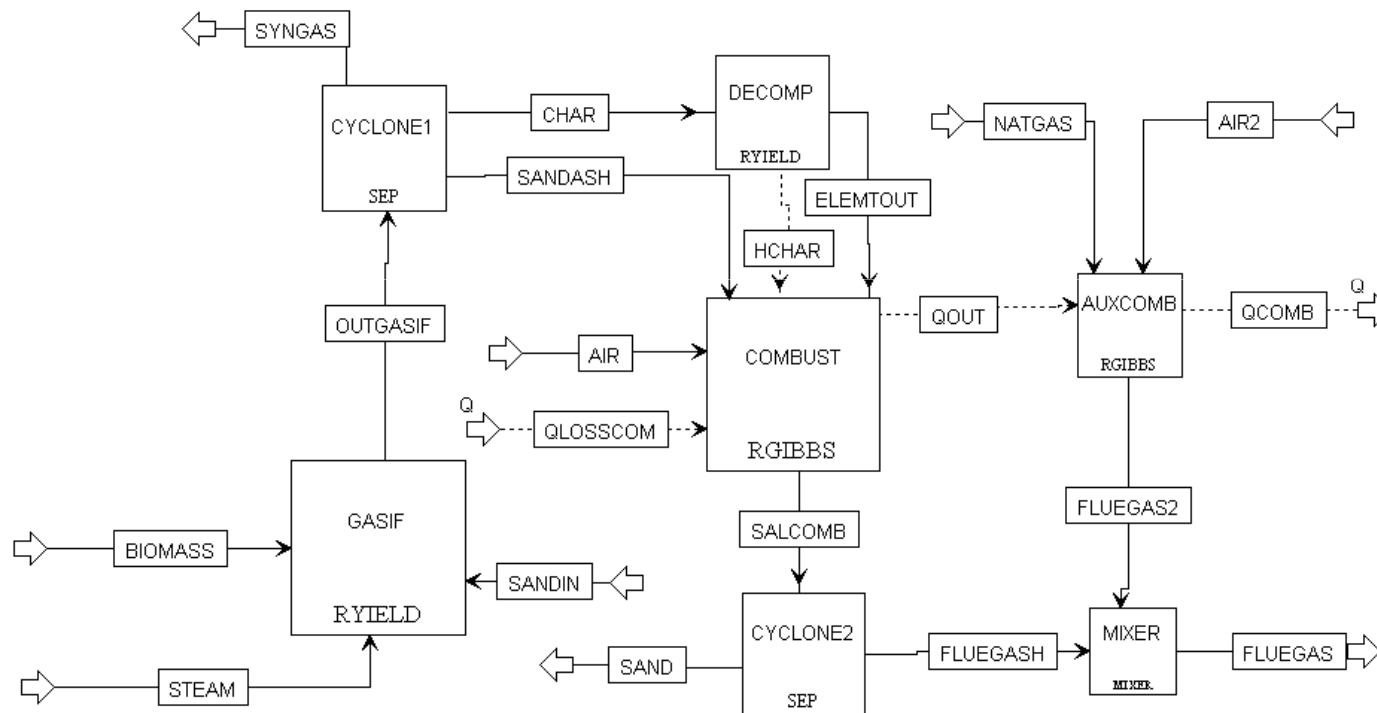 SYNGAS
DECOMP
RYIELD
CHAR
CYCLONE1
SEP
NATGAS
AIR2
SANDASH
ELEMTOUT
HCHAR
OUTGASIF
QOUT
AUXCOMB
RGIBBS
QCOMB
Q
AIR
COMBUST
RGIBBS
Q
QLOSSCOM
GASIF
RYIELD
BIOMASS
SALCOMB
FLUEGAS2
SANDIN
STEAM
CYCLONE2
SEP
SAND
FLUEGASH
MIXER
MIXER
FLUEGAS